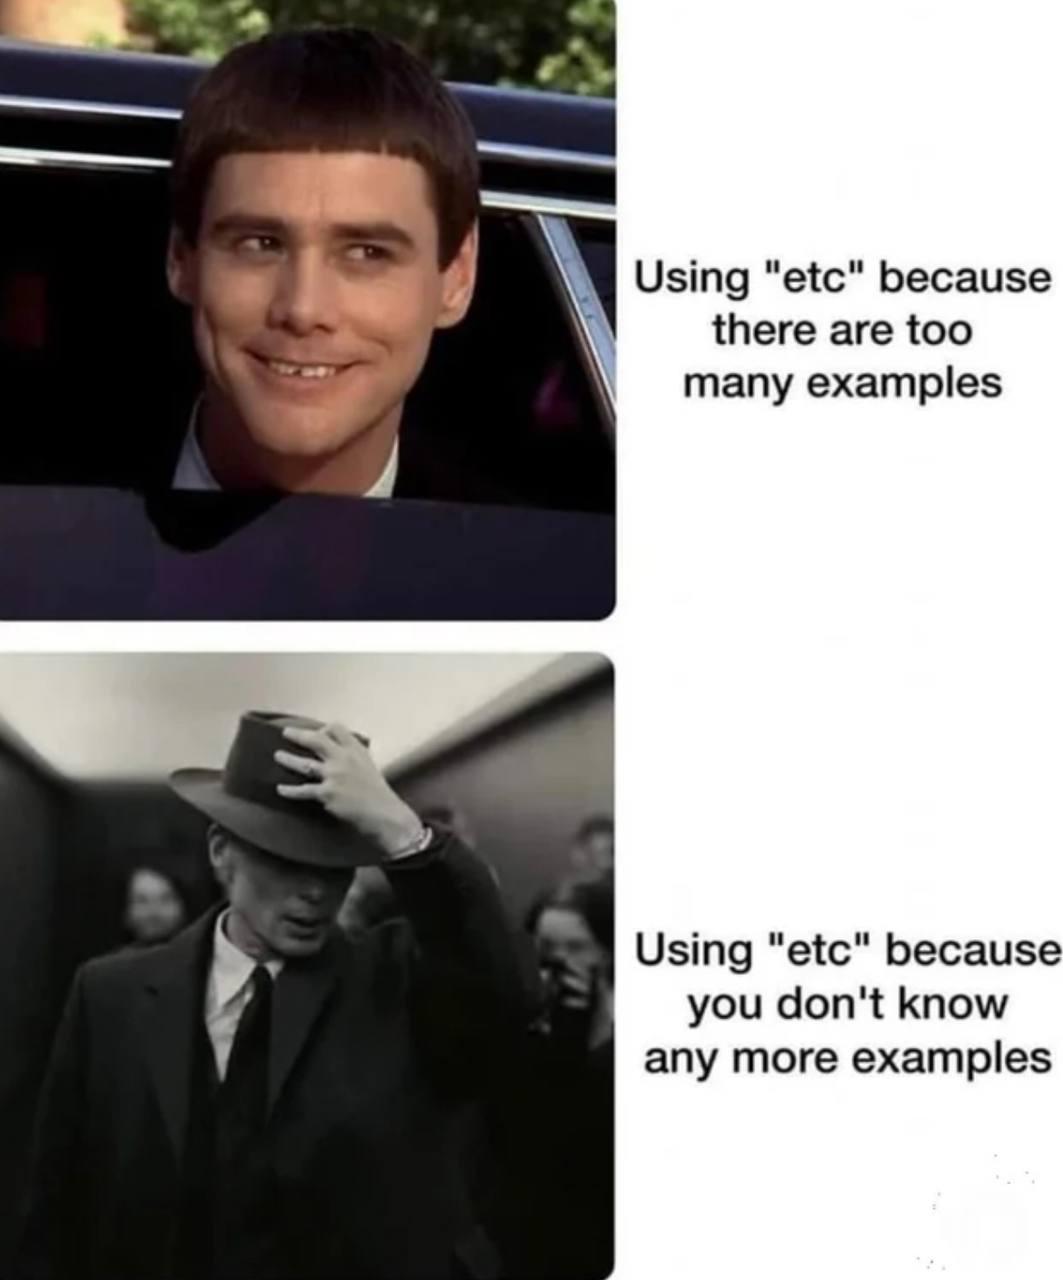 Using "etc" because
there are too
many examples
Using "etc" because
you don't know
any more examples